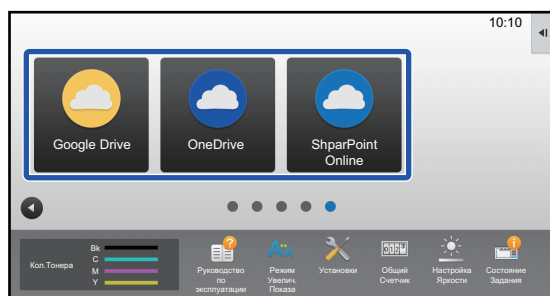 10:10
Google Drive
OneDrive
ShparPoint
Online
Кол.Тонера
Bk
C
M
Y
Руководство
по
эксплуатации
Режим
Увелич.
Показа
Установки
Общий
Счетчик
Настройка
Яркости
Состояние
Задания